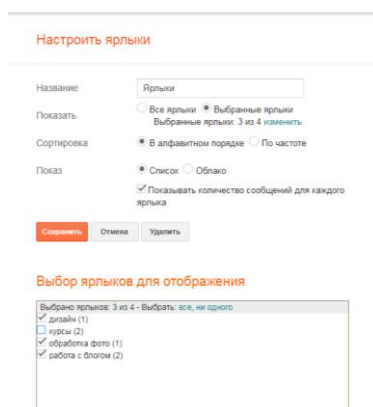 Настроить ярлыки
Название Ярлыки
Показать Все ярлыки Выбранные ярлыки
Выбранные ярлыки: 3 из 4 изменить
Сортировка В алфавитном порядке По частоте
Показ Список Облако
Показывать количество сообщений для каждого
ярлыка
Сохранить Отмена Удалить
Выбор ярлыков для отображения
Выбрано ярлыков: 3 из 4 - Выбрать: все, ни одного
дизайн (1)
курсы (2)
обработка фото (1)
работа с блогом (2)